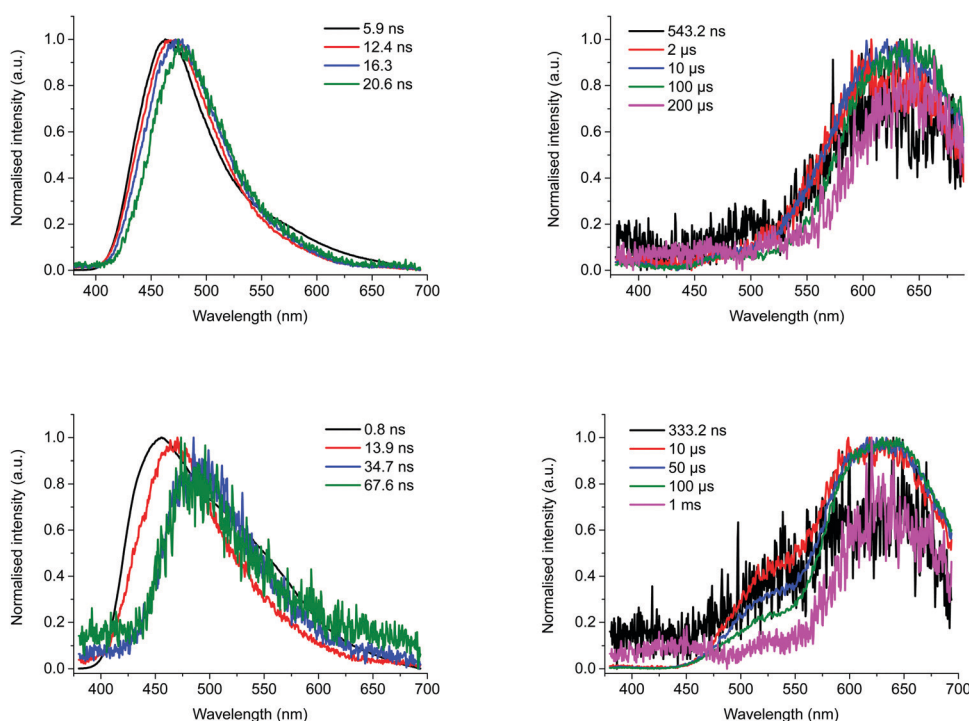 5.9 ns
12.4 ns
16.3
20.6 ns
Normalised intensity (a.u.)
1.0
0.8
0.6
0.4
0.2
0.0
400 450 500 550 600 650 700
Wavelength (nm)
543.2 ns
2 µs
10 µs
100 µs
200 µs
Normalised intensity (a.u.)
1.0
0.8
0.6
0.4
0.2
0.0
400 450 500 550 600 650
Wavelength (nm)
0.8 ns
13.9 ns
34.7 ns
67.6 ns
Normalised intensity (a.u.)
1.0
0.8
0.6
0.4
0.2
0.0
400 450 500 550 600 650 700
Wavelength (nm)
333.2 ns
10 µs
50 µs
100 µs
1 ms
Normalised intensity (a.u.)
1.0
0.8
0.6
0.4
0.2
0.0
400 450 500 550 600 650 700
Wavelength (nm)